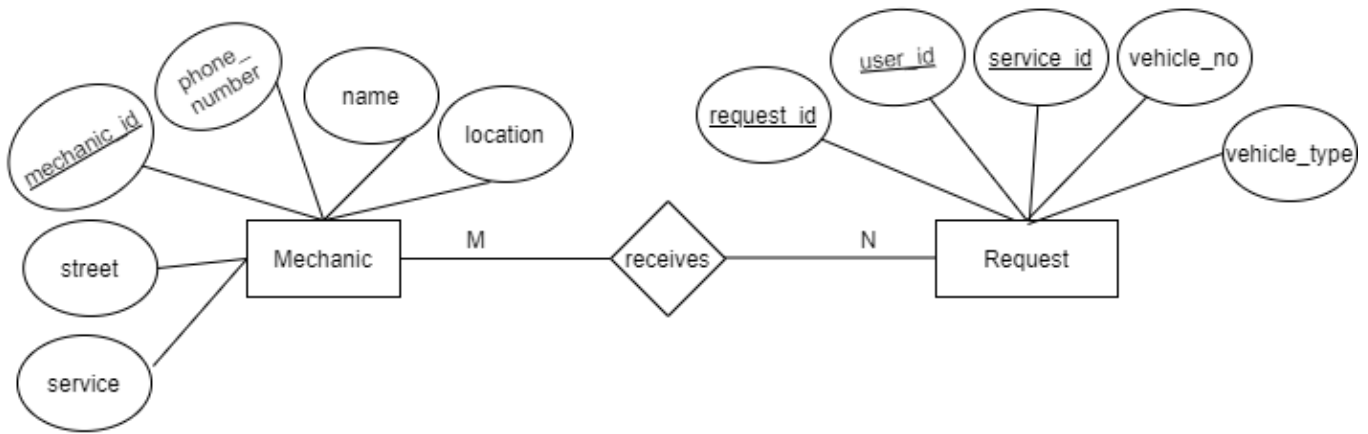 mechanic_id
phone_
number
name
location
request_id
user_id
service_id
vehicle_no
vehicle_type
street
Mechanic
M
receives
N
Request
service